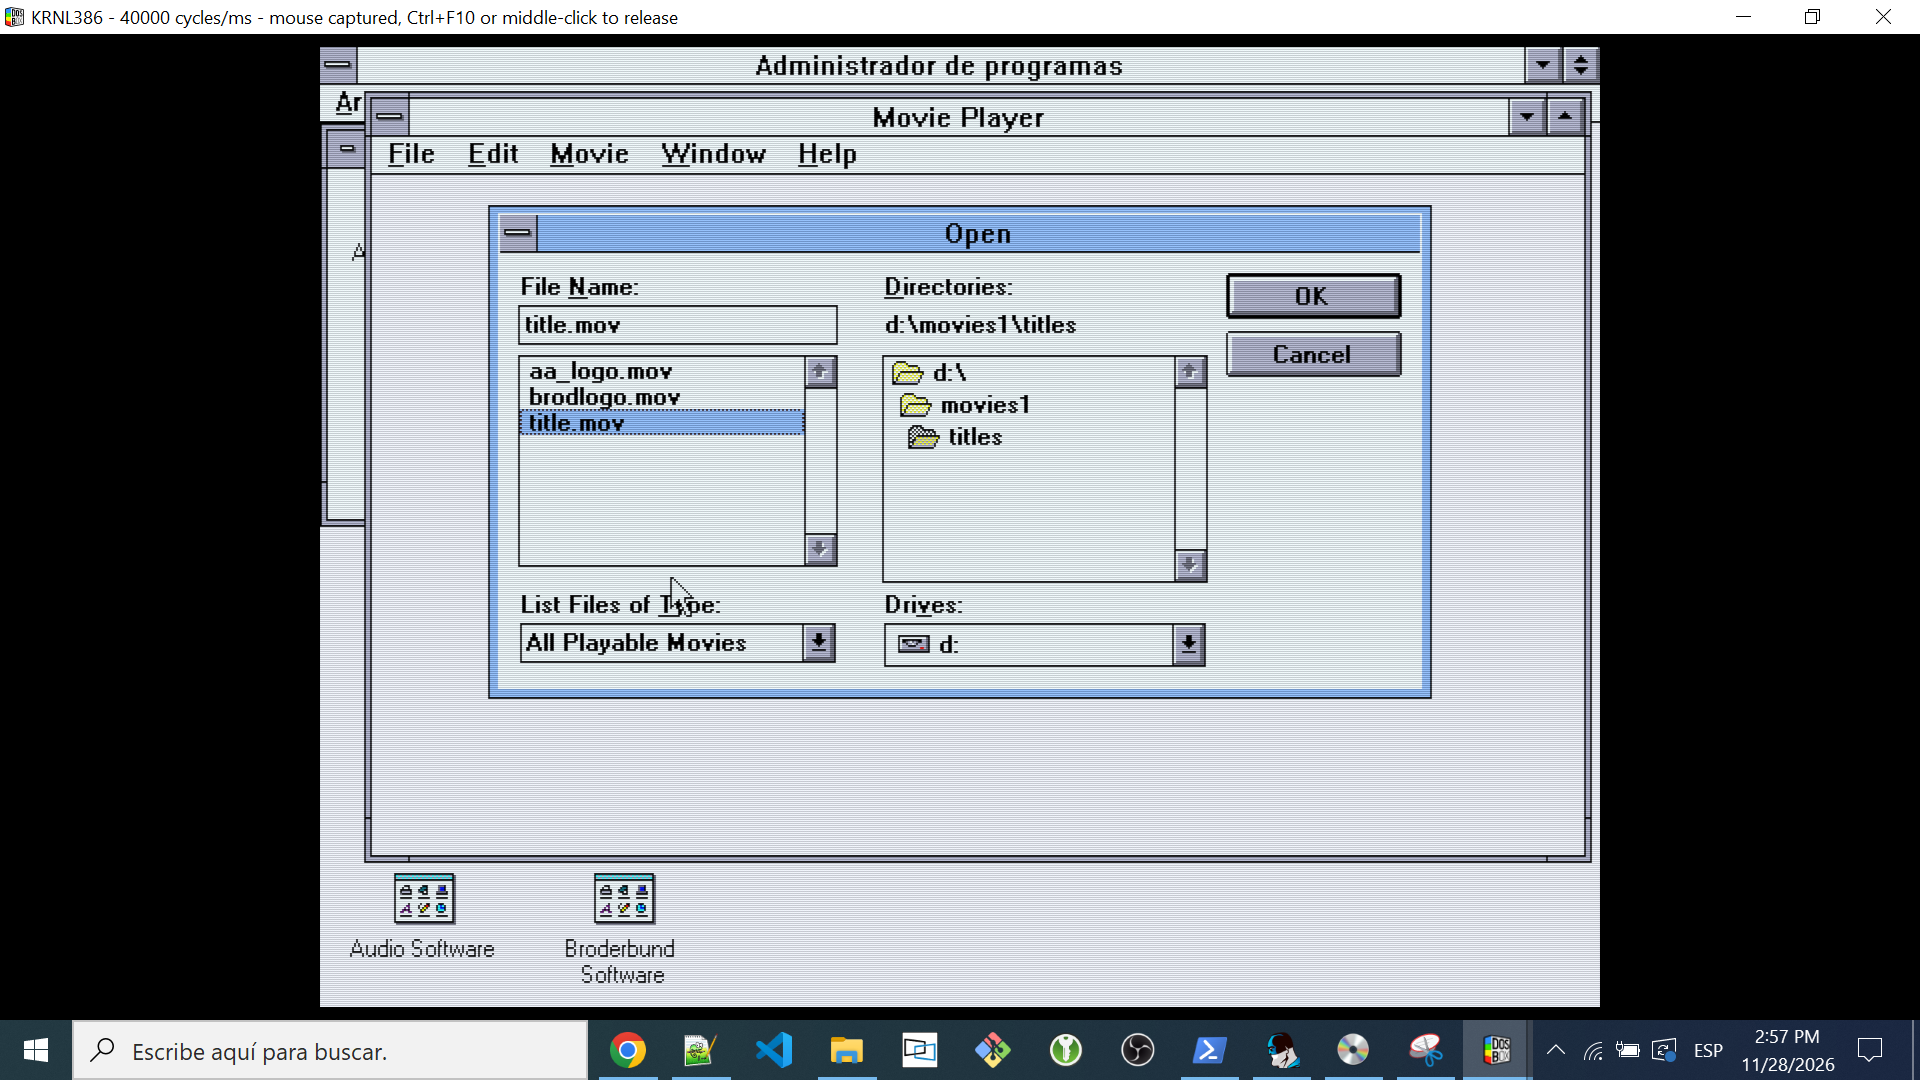 KRNL386 - 40000 cycles/ms - mouse captured, Ctrl+F10 or middle-click to release
Administrador de programas
Ar
Movie Player
File Edit Movie Window Help
A
Open
File Name:
title.mov
aa_logo.mov
brodlogo.mov
title.mov
List Files of Type:
All Playable Movies
Directories:
d:\movies1\titles
d:\
movies1
titles
Drives:
d:
OK
Cancel
Audio Software
Broderbund
Software
Escribe aquí para buscar.
DOS
BOX
ESP
2:57 PM
11/28/2026